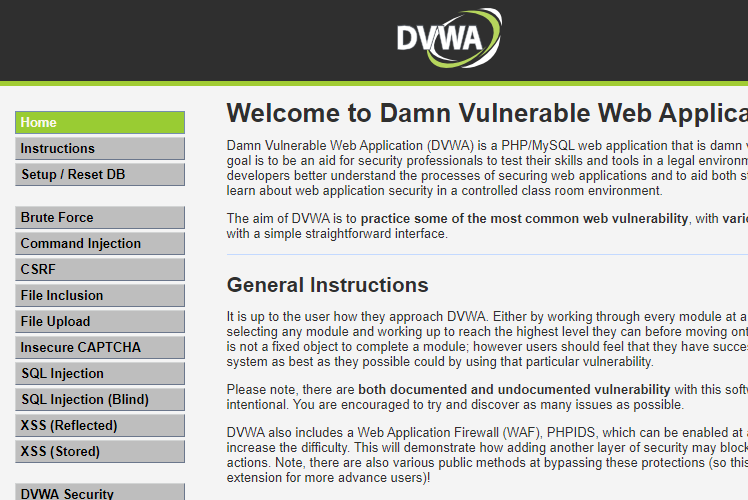 DVWA
Home
Instructions
Setup / Reset DB
Brute Force
Command Injection
CSRF
File Inclusion
File Upload
Insecure CAPTCHA
SQL Injection
SQL Injection (Blind)
XSS (Reflected)
XSS (Stored)
DVWA Security
Welcome to Damn Vulnerable Web Applica
Damn Vulnerable Web Application (DVWA) is a PHP/MySQL web application that is damn
goal is to be an aid for security professionals to test their skills and tools in a legal
developers better understand the processes of securing web applications and to aid both
learn about web application security in a controlled class room environment.
The aim of DVWA is to practice some of the most common web vulnerability, with
with a simple straightforward interface.
General Instructions
It is up to the user how they approach DVWA. Either by working through every module at a
selecting any module and working up to reach the highest level they can before moving
is not a fixed object to complete a module; however users should feel that they have
system as best as they possible could by using that particular vulnerability.
Please note, there are both documented and undocumented vulnerability with this
intentional. You are encouraged to try and discover as many issues as possible.
DVWA also includes a Web Application Firewall (WAF), PHPIDS, which can be enabled at
increase the difficulty. This will demonstrate how adding another layer of security may block
actions. Note, there are also various public methods at bypassing these protections (so this
extension for more advance users)!